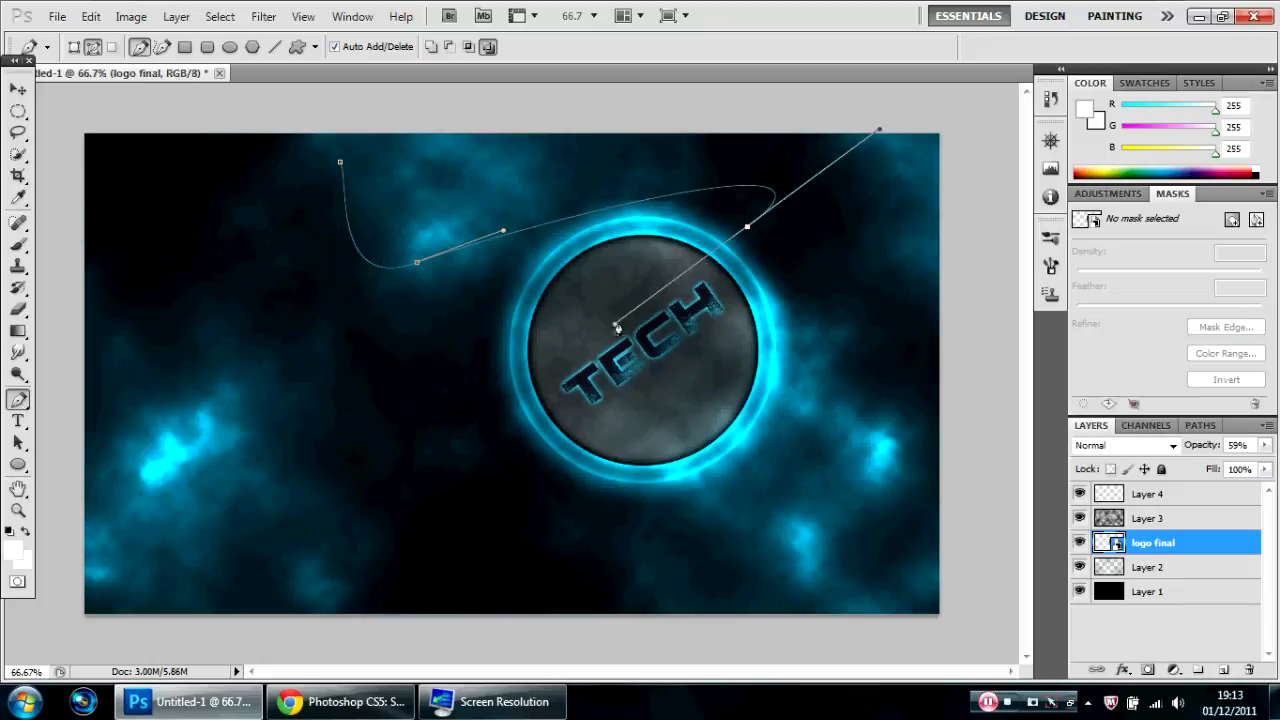 Ps File Edit Image Layer Select Filter View Window Help Br Mb 66.7 ESSENTIALS DESIGN PAINTING
Auto Add/Delete
tled-1 @ 66.7% (logo final, RGB/8) *
COLOR SWATCHES STYLES
R 255
G 255
B 255
ADJUSTMENTS MASKS
No mask selected
Density:
Feather:
Refine: Mask Edge...
Color Range...
Invert
TECH
LAYERS CHANNELS PATHS
Normal Opacity: 59%
Lock: Fill: 100%
Layer 4
Layer 3
logo final
Layer 2
Layer 1
66.67% Doc: 3.00M/5.86M
Ps Untitled-1 @ 66.7... Photoshop CS5: S... Screen Resolution
19:13
01/12/2011